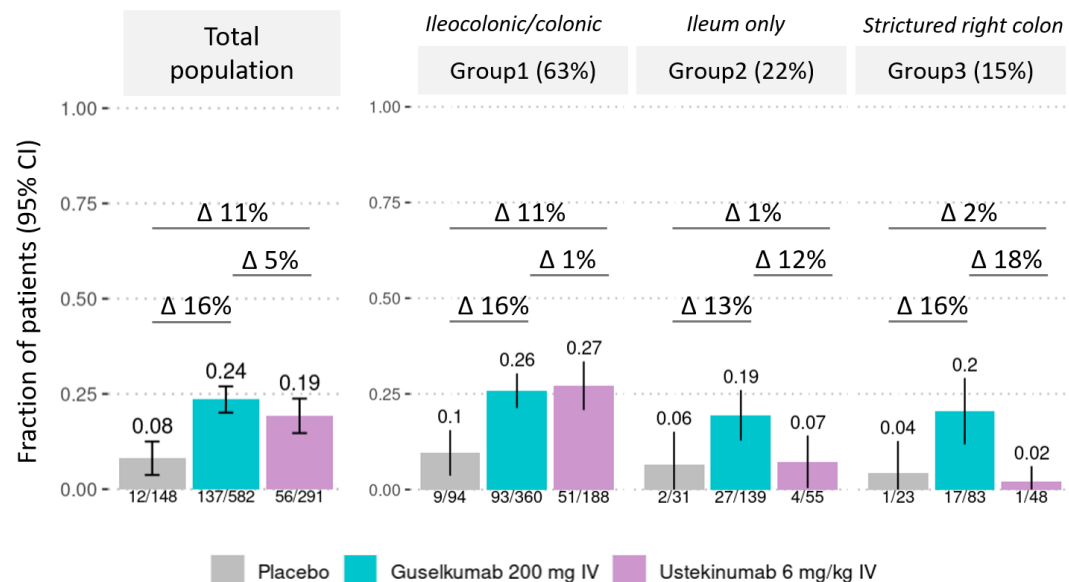 Total
population
Ileocolonic/colonic
Group1 (63%)
Ileum only
Group2 (22%)
Strictured right colon
Group3 (15%)
Fraction of patients (95% CI)
1.00
0.75
0.50
0.25
0.00
Δ 11%
Δ 5%
Δ 16%
0.08
0.24
0.19
12/148
137/582
56/291
1.00
0.75
0.50
0.25
0.00
Δ 11%
Δ 1%
Δ 16%
0.1
0.26
0.27
9/94
93/360
51/188
Δ 1%
Δ 12%
Δ 13%
0.06
0.19
0.07
2/31
27/139
4/55
Δ 2%
Δ 18%
Δ 16%
0.04
0.2
0.02
1/23
17/83
1/48
Placebo
Guselkumab 200 mg IV
Ustekinumab 6 mg/kg IV